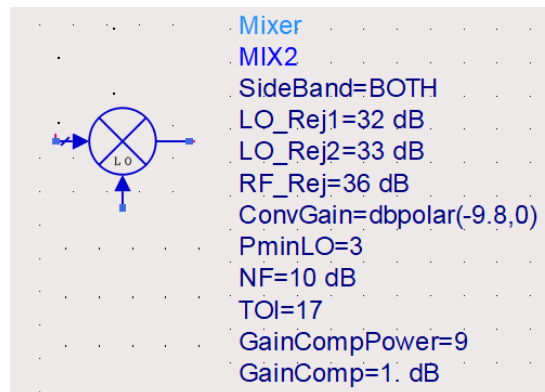 Mixer
MIX2
SideBand=BOTH
LO_Rej1=32 dB
LO_Rej2=33 dB
RF_Rej=36 dB
ConvGain=dbpolar(-9.8,0)
PminLO=3
NF=10 dB
LO
TOI=17
GainCompPower=9
GainComp=1. dB